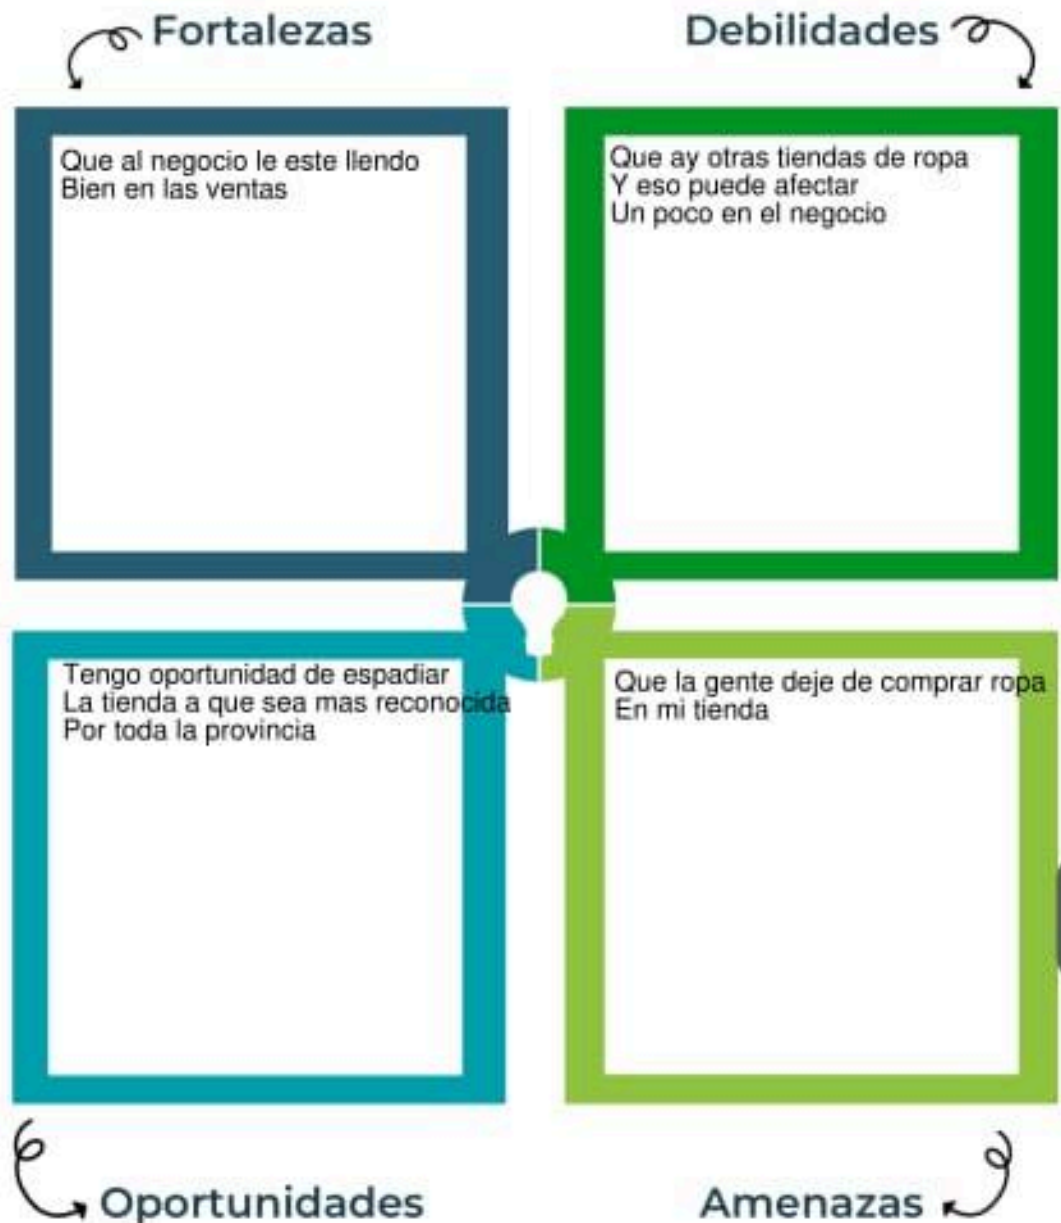 Fortalezas
Que al negocio le este llendo
Bien en las ventas
Debilidades
Que ay otras tiendas de ropa
Y eso puede afectar
Un poco en el negocio
Tengo oportunidad de espadiar
La tienda a que sea mas reconocida
Por toda la provincia
Oportunidades
Que la gente deje de comprar ropa
En mi tienda
Amenazas